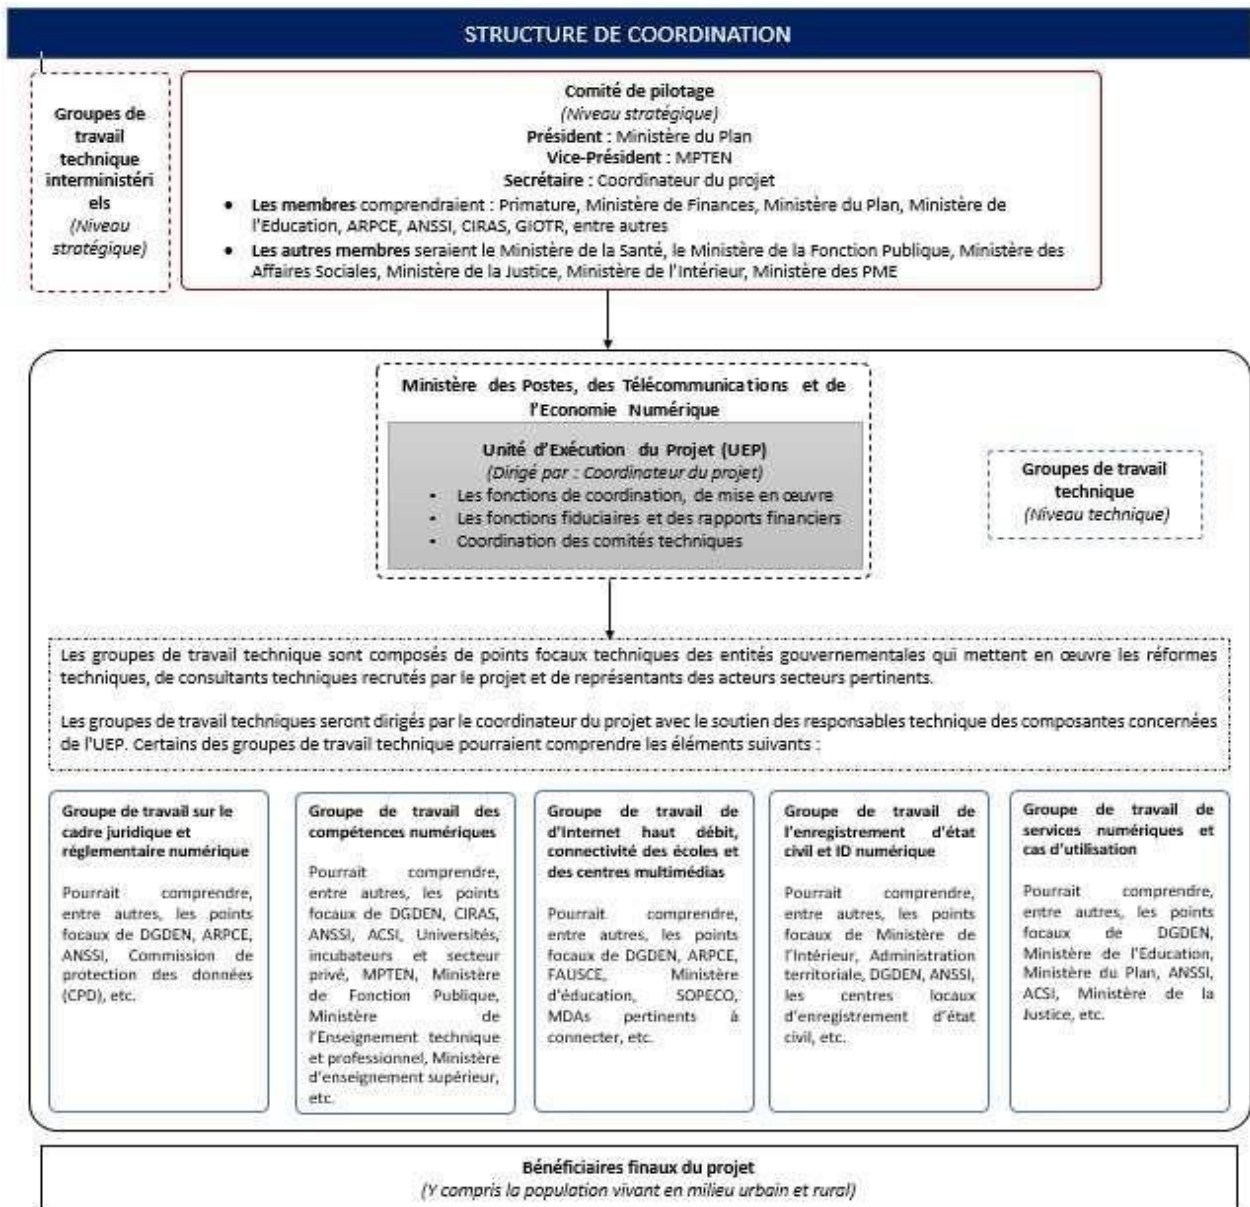 STRUCTURE DE COORDINATION
Groupes de
travail
technique
interministéri
els
(Niveau
stratégique)
Comité de pilotage
(Niveau stratégique)
Président : Ministère du Plan
Vice-Président : MPTEN
Secrétaire : Coordinateur du projet
• Les membres comprendraient : Primature, Ministère de Finances, Ministère du Plan, Ministère de
l'Education, ARPCE, ANSSI, CIRAS, GIOTR, entre autres
• Les autres membres seraient le Ministère de la Santé, le Ministère de la Fonction Publique, Ministère des
Affaires Sociales, Ministère de la Justice, Ministère de l'Intérieur, Ministère des PME
Ministère des Postes, des Télécommunications et de
l'Economie Numérique
Unité d'Exécution du Projet (UEP)
(Dirigé par : Coordinateur du projet)
• Les fonctions de coordination, de mise en œuvre
• Les fonctions fiduciaires et des rapports financiers
• Coordination des comités techniques
Groupes de travail
technique
(Niveau technique)
Les groupes de travail technique sont composés de points focaux techniques des entités gouvernementales qui mettent en œuvre les réformes
techniques, de consultants techniques recrutés par le projet et de représentants des acteurs secteurs pertinents.
Les groupes de travail techniques seront dirigés par le coordinateur du projet avec le soutien des responsables technique des composantes concernées
de l'UEP. Certains des groupes de travail technique pourraient comprendre les éléments suivants :
Groupe de travail sur le
cadre juridique et
réglementaire numérique
Pourrait comprendre,
entre autres, les points
focaux de DGDEN, ARPCE,
ANSSI, Commission de
protection des données
(CPD), etc.
Groupe de travail des
compétences numériques
Pourrait comprendre,
entre autres, les points
focaux de DGDEN, CIRAS,
ANSSI, ACSI, Universités,
incubateurs et secteur
privé, MPTEN, Ministère
de Fonction Publique,
Ministère de
l'Enseignement technique
et professionnel, Ministère
d'enseignement supérieur,
etc.
Groupe de travail de
d'Internet haut débit,
connectivité des écoles et
des centres multimédias
Pourrait comprendre,
entre autres, les points
focaux de DGDEN, ARPCE,
FAUSCE, Ministère
d'éducation, SOPECO,
MDAs pertinents à
connecter, etc.
Groupe de travail de
l'enregistrement d'état
civil et ID numérique
Pourrait comprendre,
entre autres, les points
focaux de Ministère de
l'Intérieur, Administration
territoriale, DGDEN, ANSSI,
les centres locaux
d'enregistrement d'état
civil, etc.
Groupe de travail de
services numériques et
cas d'utilisation
Pourrait comprendre,
entre autres, les points
focaux de DGDEN,
Ministère de l'Education,
Ministère du Plan, ANSSI,
ACSI, Ministère de la
Justice, etc.
Bénéficiaires finaux du projet
(Y compris la population vivant en milieu urbain et rural)